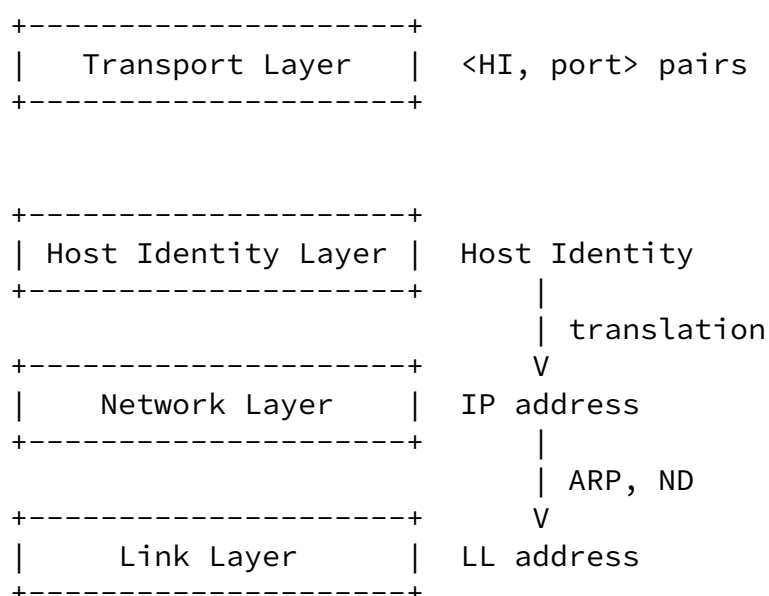 +---------------------+
|   Transport Layer   |  <HI, port> pairs
+---------------------+
+---------------------+
| Host Identity Layer |  Host Identity
+---------------------+      |
                             | translation
+---------------------+      V
|    Network Layer    |  IP address
+---------------------+      |
                             | ARP, ND
+---------------------+      V
|     Link Layer      |  LL address
+---------------------+